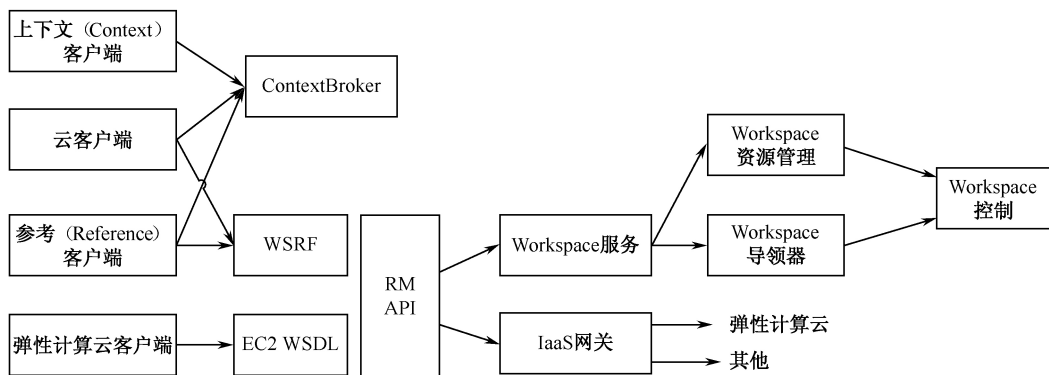 上下文（Context）
客户端
ContextBroker
云客户端
Workspace
资源管理
Workspace
控制
参考（Reference）
客户端
WSRF
RM
API
Workspace服务
Workspace
导领器
弹性计算云客户端
EC2 WSDL
IaaS网关
弹性计算云
其他